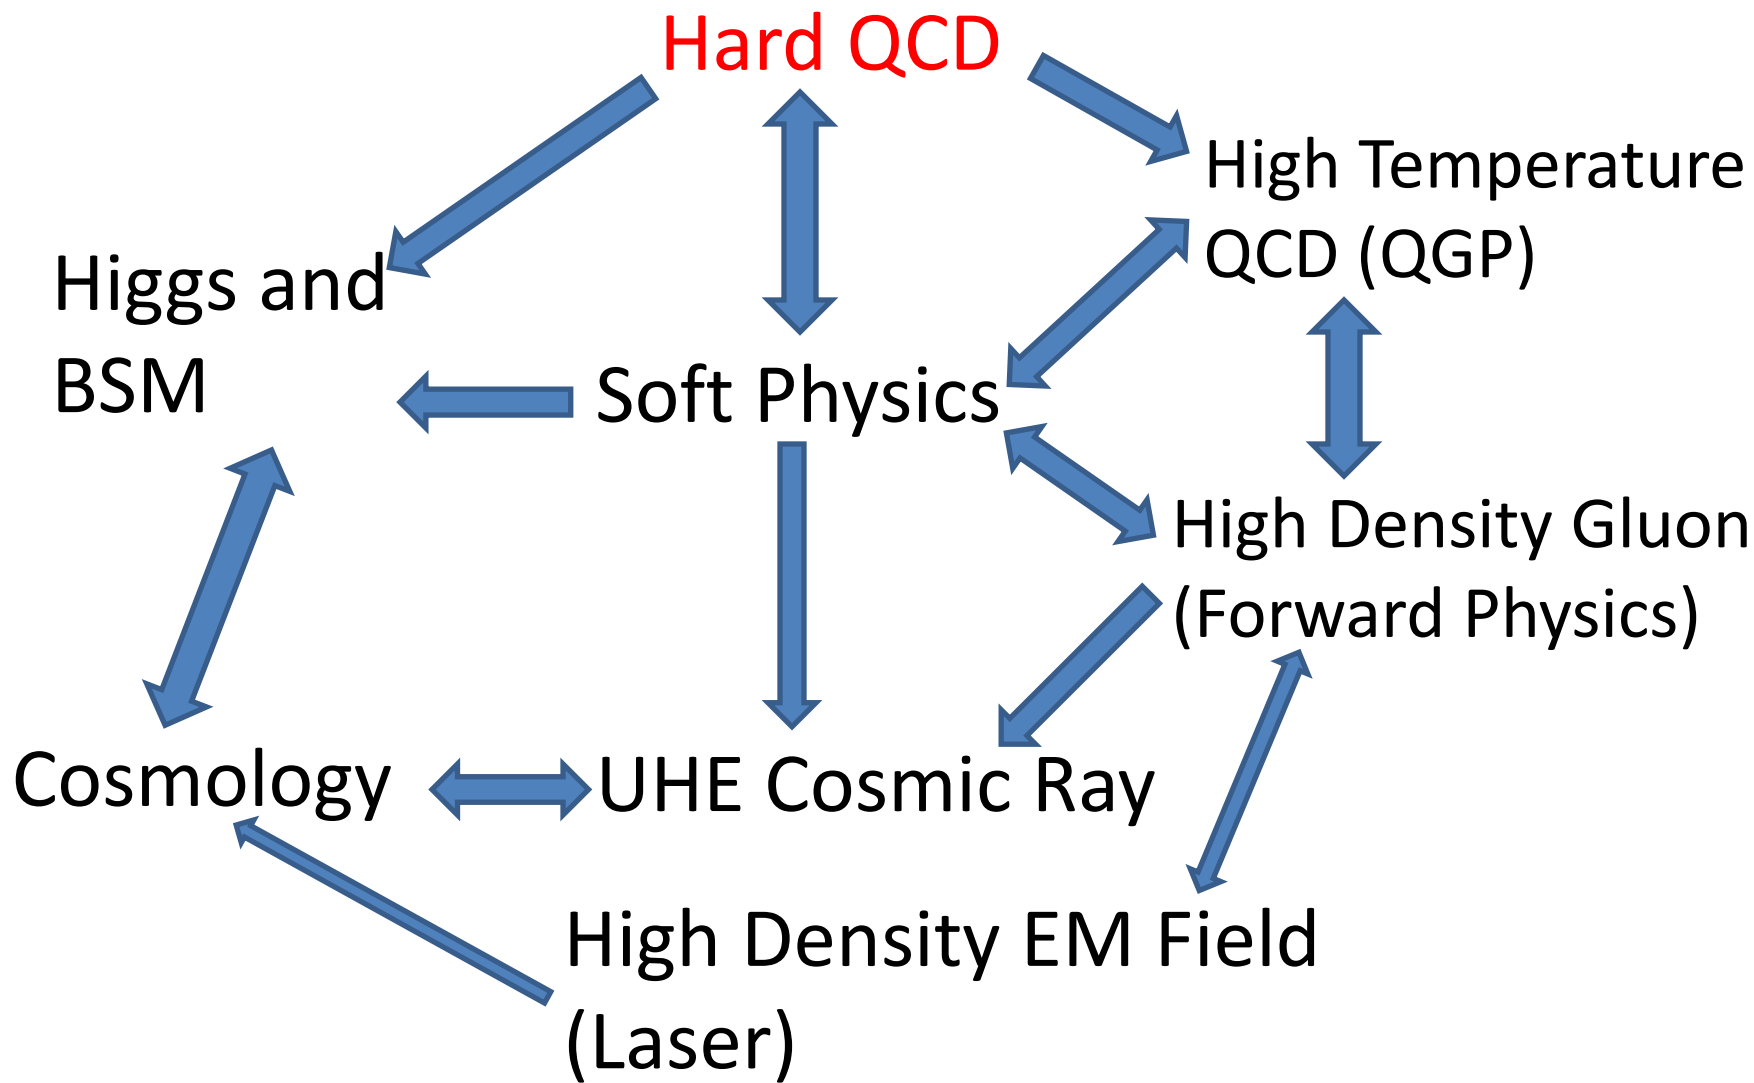 Hard QCD
High Temperature
QCD (QGP)
Higgs and
BSM
Soft Physics
High Density Gluon
(Forward Physics)
Cosmology
UHE Cosmic Ray
High Density EM Field
(Laser)